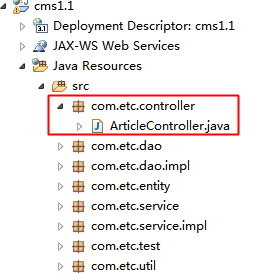 cms1.1
Deployment Descriptor: cms1.1
JAX-WS Web Services
Java Resources
src
com.etc.controller
ArticleController.java
com.etc.dao
com.etc.dao.impl
com.etc.entity
com.etc.service
com.etc.service.impl
com.etc.test
com.etc.util